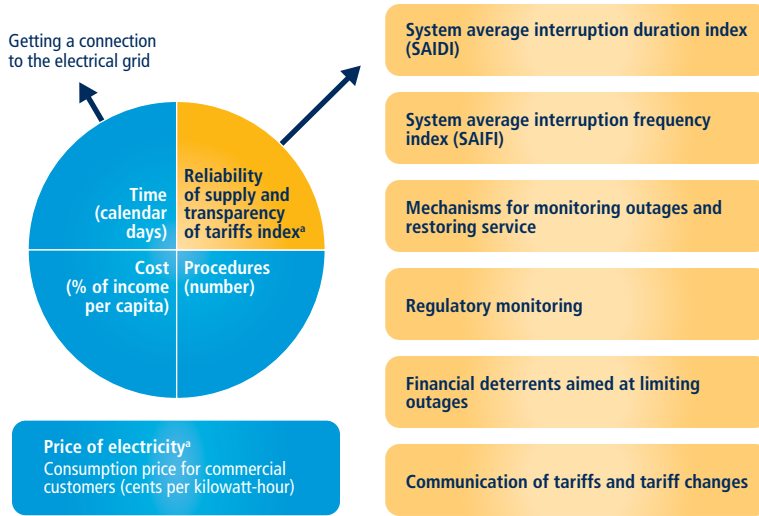 Getting a connection
to the electrical grid
Time
(calendar
days)
Reliability
of supply and
transparency
of tariffs indexᵃ
Cost
(% of income
per capita)
Procedures
(number)
Price of electricityᵃ
Consumption price for commercial
customers (cents per kilowatt-hour)
System average interruption duration index
(SAIDI)
System average interruption frequency
index (SAIFI)
Mechanisms for monitoring outages and
restoring service
Regulatory monitoring
Financial deterrents aimed at limiting
outages
Communication of tariffs and tariff changes